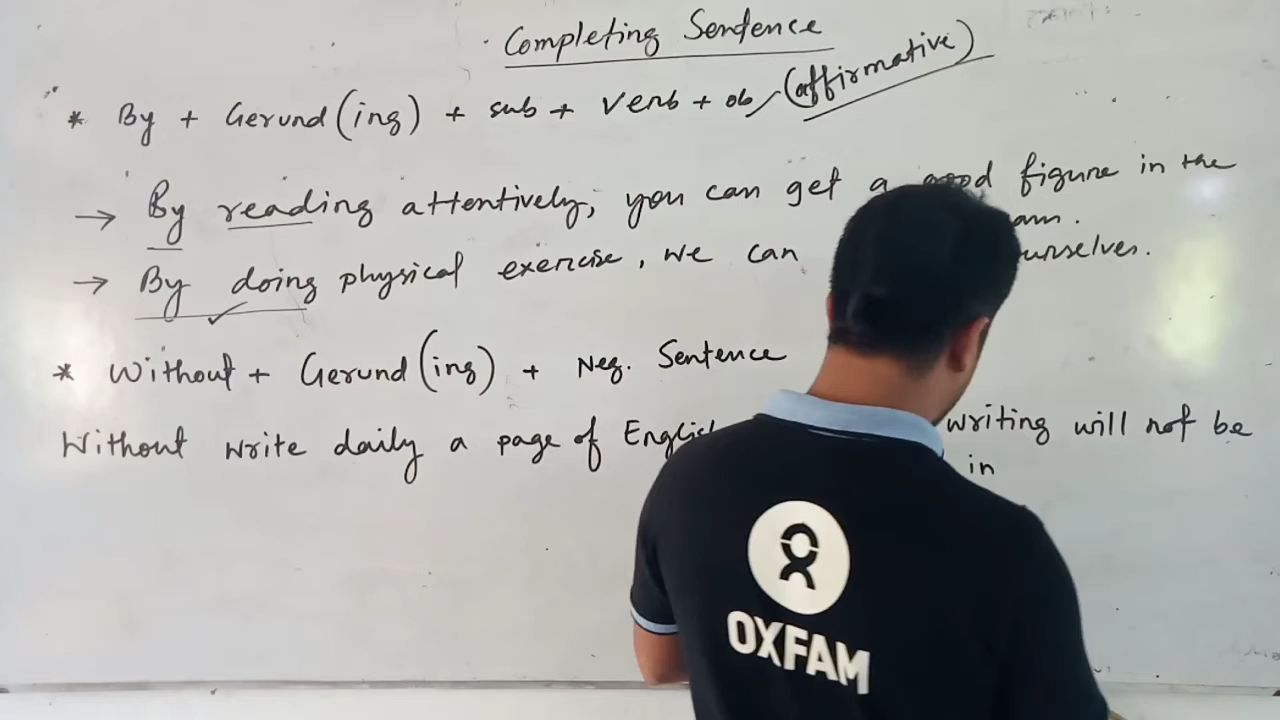 Completing Sentence
* By + Gerund (ing) + sub + verb + ob, (affirmative)
→ By reading attentively, you can get a good figure in the
→ By doing physical exercise, we can
* Without + Gerund (ing) + Neg. Sentence
Without write daily a page of English writing will not be
in
OXFAM